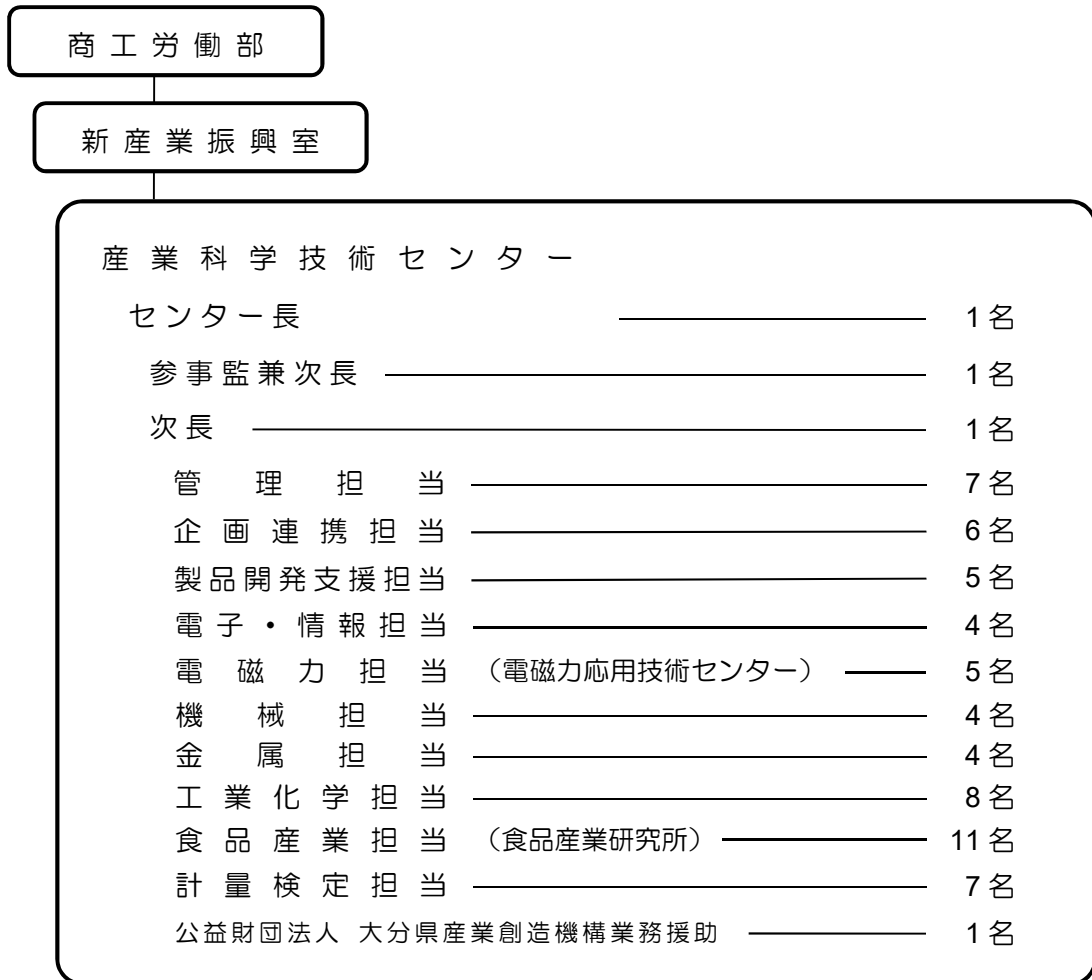 商工労働部
新産業振興室
産業科学技術センター
センター長 1名
参事監兼次長 1名
次長 1名
管理担当 7名
企画連携担当 6名
製品開発支援担当 5名
電子・情報担当 4名
電磁力担当 （電磁力応用技術センター） 5名
機械担当 4名
金属担当 4名
工業化学担当 8名
食品産業担当 （食品産業研究所） 11名
計量検定担当 7名
公益財団法人 大分県産業創造機構業務援助 1名